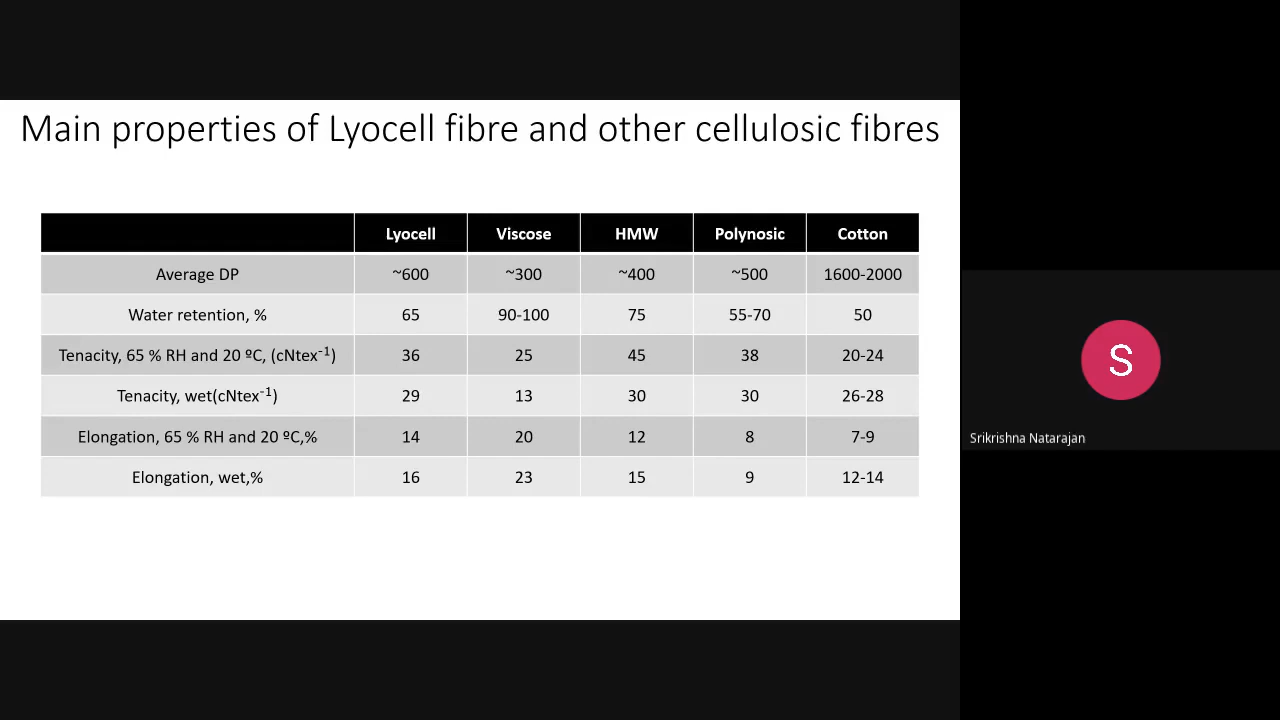 Main properties of Lyocell fibre and other cellulosic fibres
Lyocell Viscose HMW Polynosic Cotton
Average DP ~600 ~300 ~400 ~500 1600-2000
Water retention, % 65 90-100 75 55-70 50
Tenacity, 65 % RH and 20 ºC, (cNtex⁻¹) 36 25 45 38 20-24
Tenacity, wet(cNtex⁻¹) 29 13 30 30 26-28
Elongation, 65 % RH and 20 ºC,% 14 20 12 8 7-9
Elongation, wet,% 16 23 15 9 12-14
S
Srikrishna Natarajan